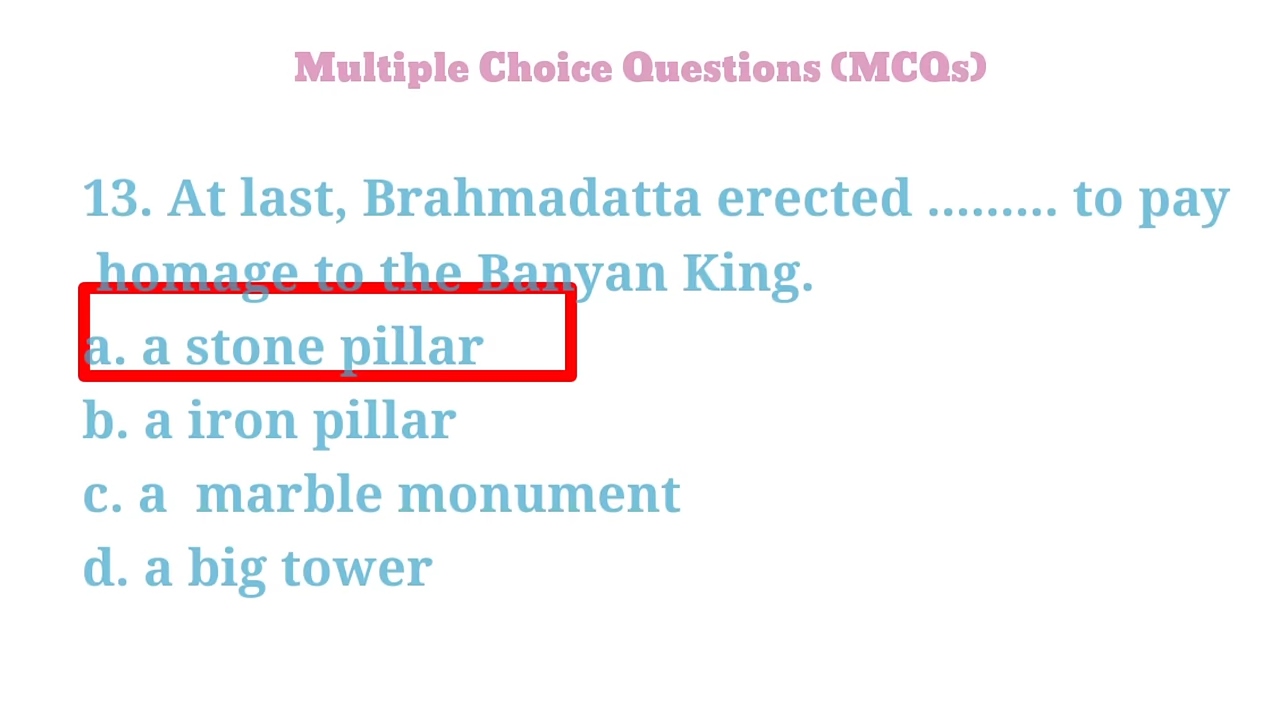 Multiple Choice Questions (MCQs)
13. At last, Brahmadatta erected ......... to pay
homage to the Banyan King.
a. a stone pillar
b. a iron pillar
c. a  marble monument
d. a big tower